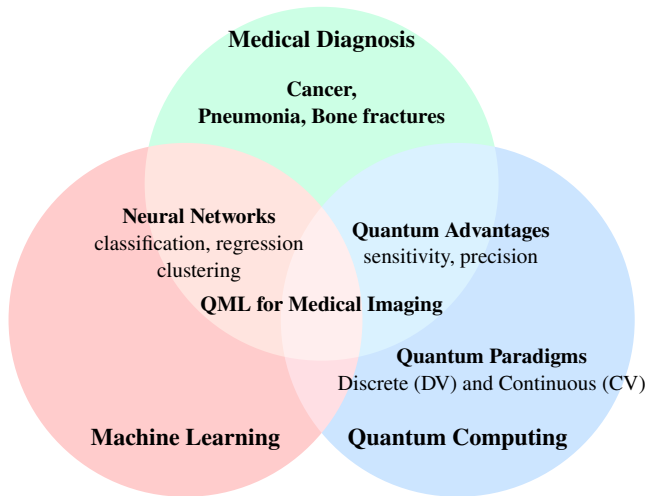 Medical Diagnosis
Cancer,
Pneumonia, Bone fractures
Neural Networks
classification, regression
clustering
Quantum Advantages
sensitivity, precision
QML for Medical Imaging
Quantum Paradigms
Discrete (DV) and Continuous (CV)
Machine Learning
Quantum Computing